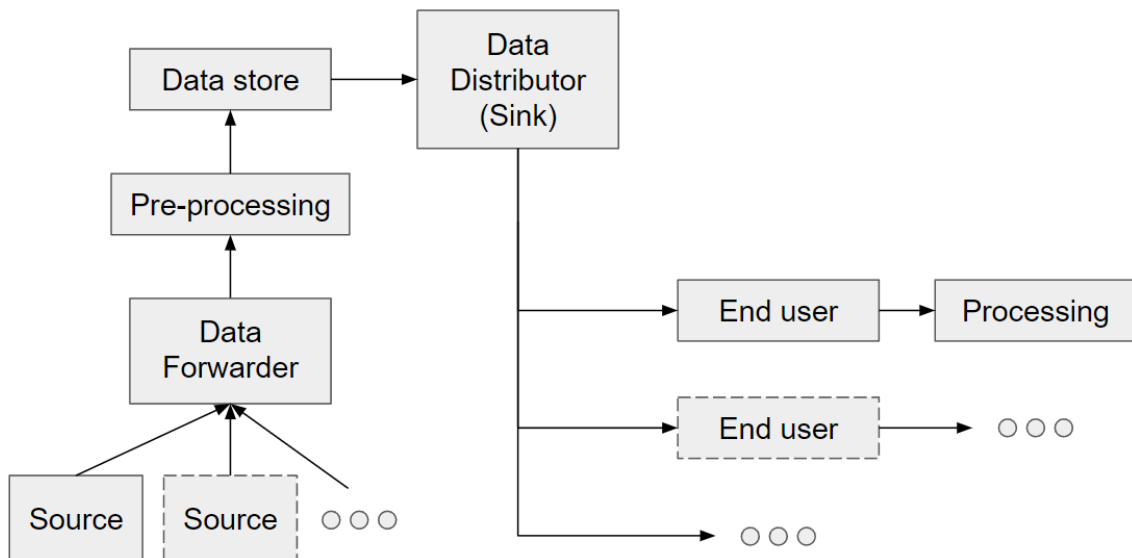 Data store
Data
Distributor
(Sink)
Pre-processing
Data
Forwarder
End user
Processing
End user
Source
Source